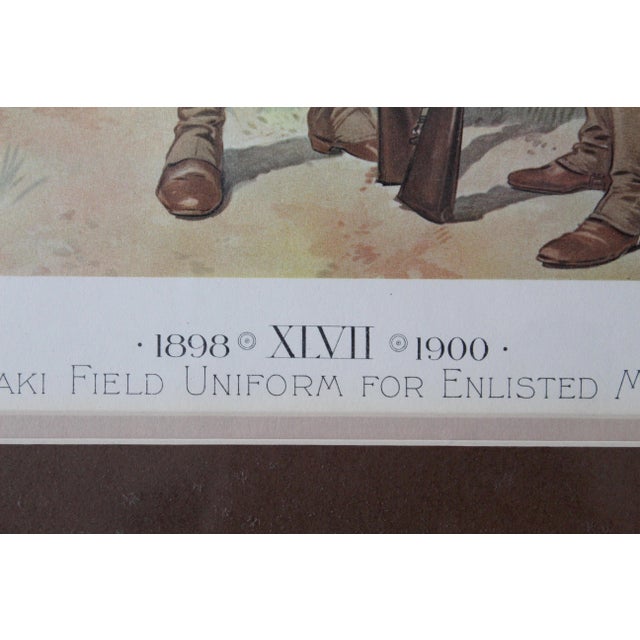 · 1898 ⊚ XLVII ⊚ 1900 ·
AKI FIELD UNIFORM FOR ENLISTED M